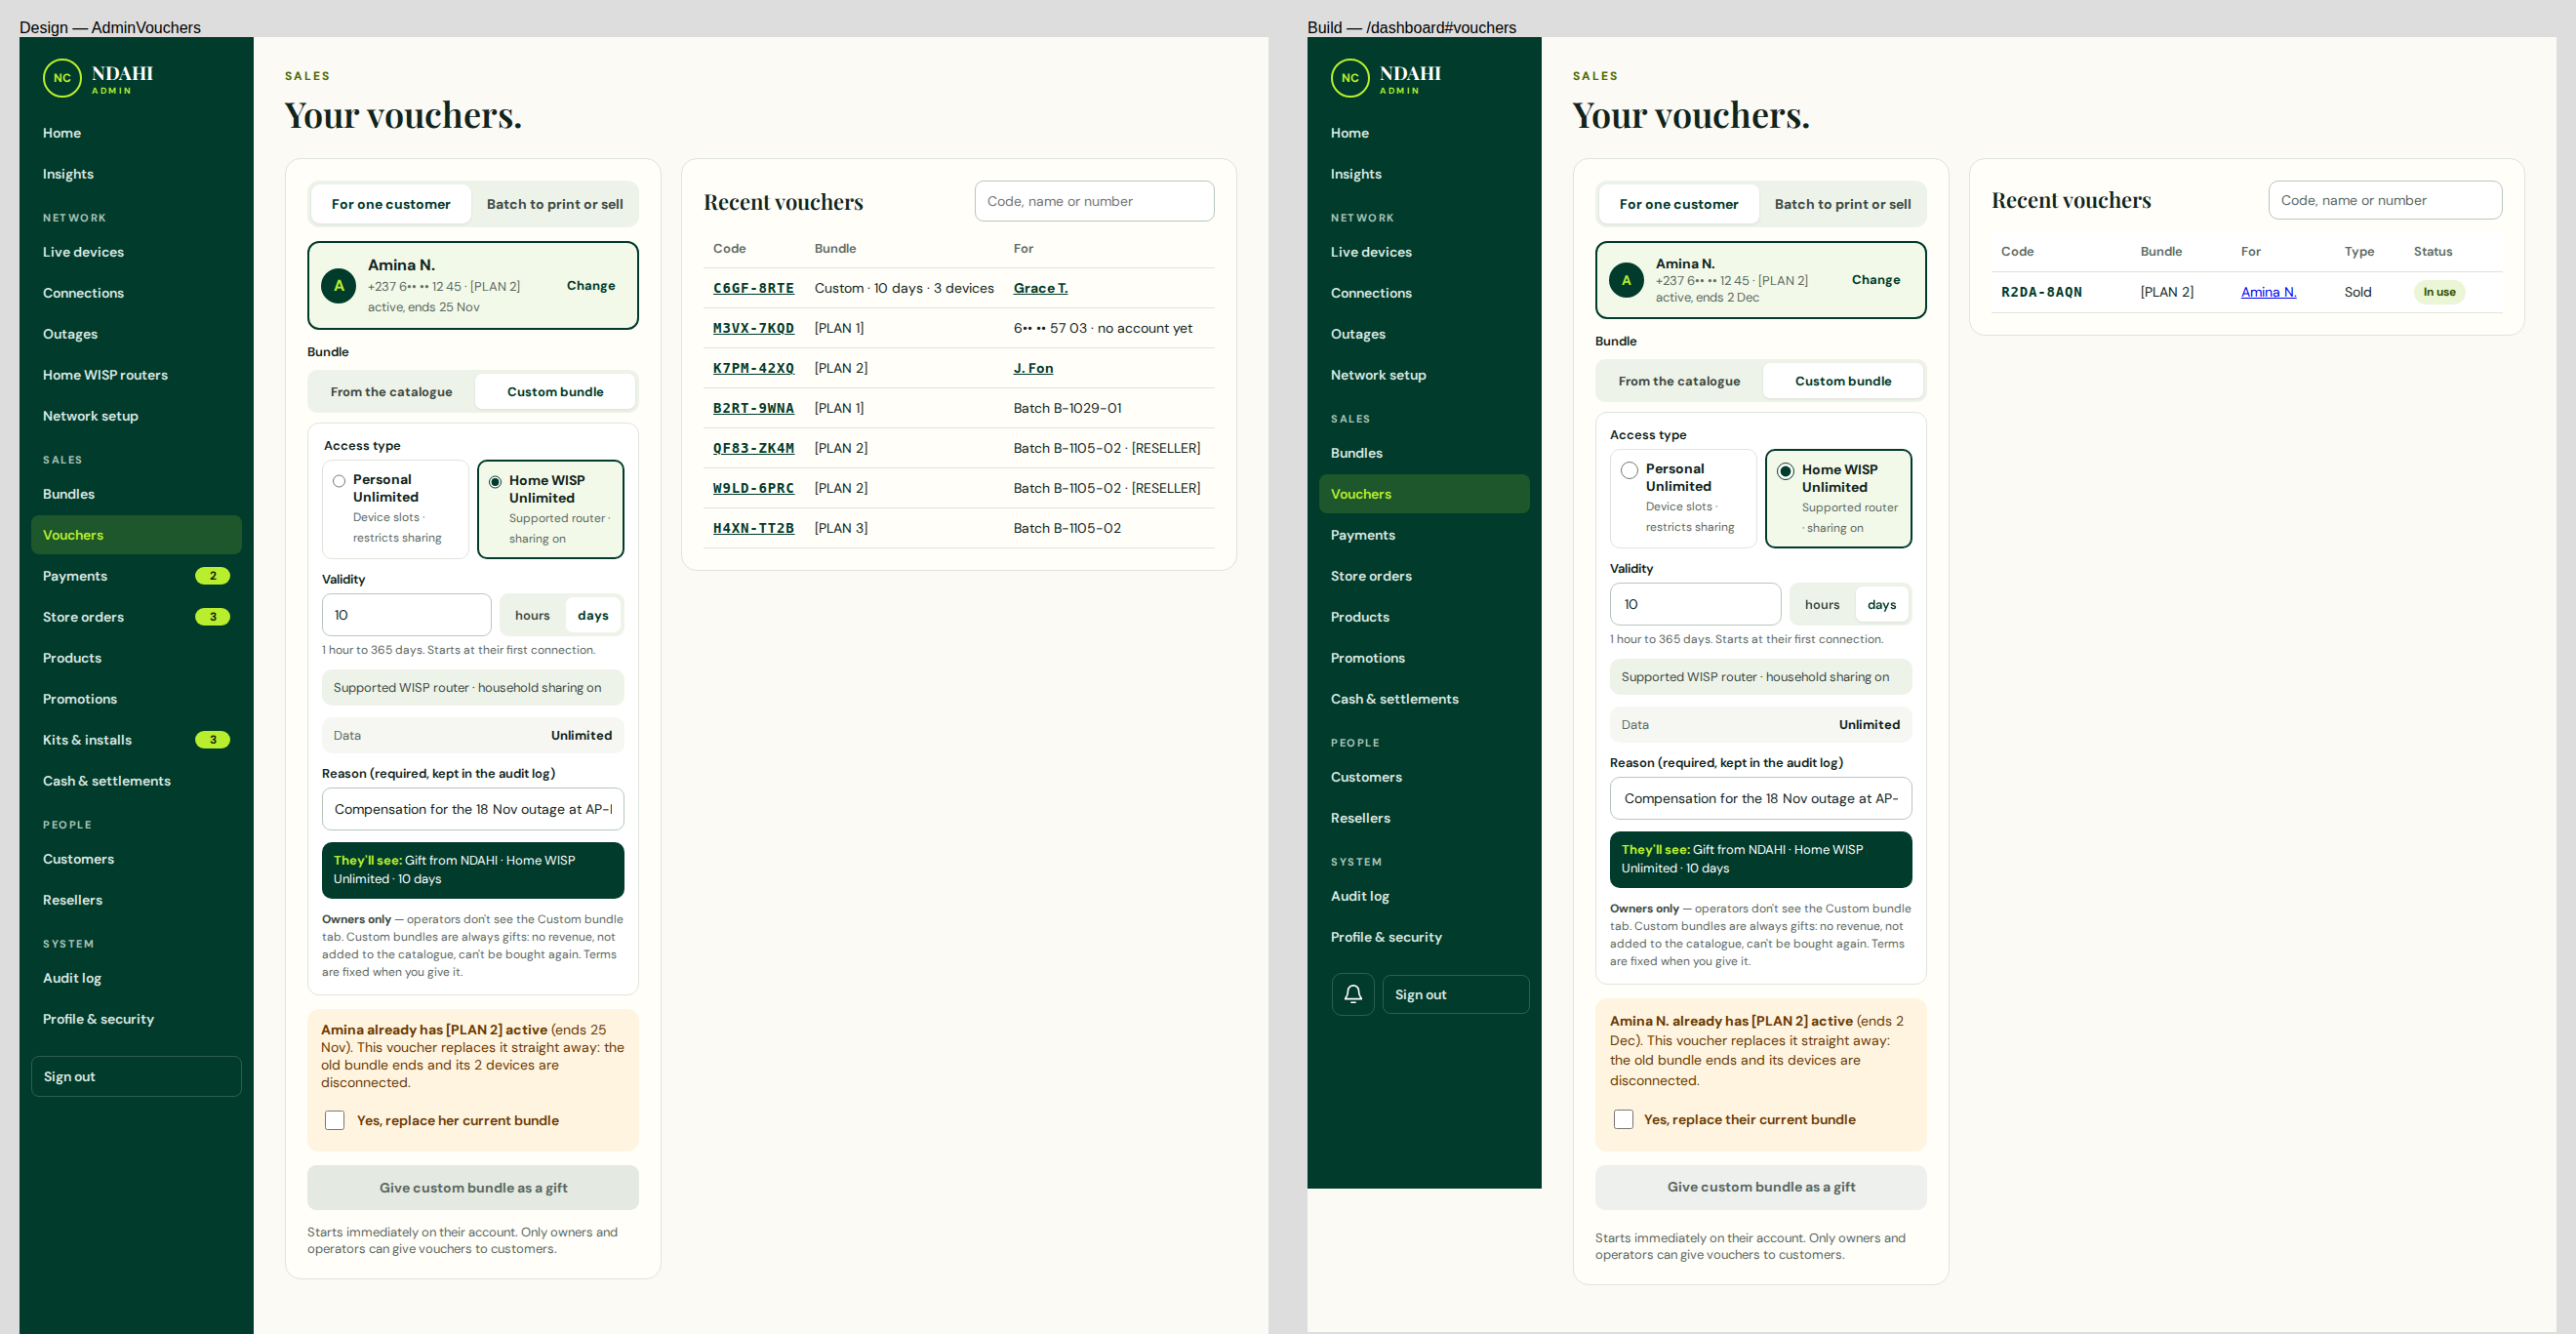 Design — AdminVouchers
NC
NDAHI
ADMIN
Home
Insights
NETWORK
Live devices
Connections
Outages
Home WISP routers
Network setup
SALES
Bundles
Vouchers
Payments 2
Store orders 3
Products
Promotions
Kits & installs 3
Cash & settlements
PEOPLE
Customers
Resellers
SYSTEM
Audit log
Profile & security
Sign out
SALES
Your vouchers.
For one customer Batch to print or sell
A
Amina N.
+237 6•• •• 12 45 · [PLAN 2]
active, ends 25 Nov
Change
Bundle
From the catalogue Custom bundle
Access type
Personal
Unlimited
Device slots ·
restricts sharing
Home WISP
Unlimited
Supported router ·
sharing on
Validity
10 hours days
1 hour to 365 days. Starts at their first connection.
Supported WISP router · household sharing on
Data Unlimited
Reason (required, kept in the audit log)
Compensation for the 18 Nov outage at AP-
They'll see: Gift from NDAHI · Home WISP
Unlimited · 10 days
Owners only — operators don't see the Custom bundle
tab. Custom bundles are always gifts: no revenue, not
added to the catalogue, can't be bought again. Terms
are fixed when you give it.
Amina already has [PLAN 2] active (ends 25
Nov). This voucher replaces it straight away: the
old bundle ends and its 2 devices are
disconnected.
Yes, replace her current bundle
Give custom bundle as a gift
Starts immediately on their account. Only owners and
operators can give vouchers to customers.
Recent vouchers
Code, name or number
Code Bundle For
C6GF-8RTE Custom · 10 days · 3 devices Grace T.
M3VX-7KQD [PLAN 1] 6•• •• 57 03 · no account yet
K7PM-42XQ [PLAN 2] J. Fon
B2RT-9WNA [PLAN 1] Batch B-1029-01
QF83-ZK4M [PLAN 2] Batch B-1105-02 · [RESELLER]
W9LD-6PRC [PLAN 2] Batch B-1105-02 · [RESELLER]
H4XN-TT2B [PLAN 3] Batch B-1105-02
Build — /dashboard#vouchers
NC
NDAHI
ADMIN
Home
Insights
NETWORK
Live devices
Connections
Outages
Network setup
SALES
Bundles
Vouchers
Payments
Store orders
Products
Promotions
Cash & settlements
PEOPLE
Customers
Resellers
SYSTEM
Audit log
Profile & security
Sign out
SALES
Your vouchers.
For one customer Batch to print or sell
A
Amina N.
+237 6•• •• 12 45 · [PLAN 2]
active, ends 2 Dec
Change
Bundle
From the catalogue Custom bundle
Access type
Personal
Unlimited
Device slots ·
restricts sharing
Home WISP
Unlimited
Supported router
· sharing on
Validity
10 hours days
1 hour to 365 days. Starts at their first connection.
Supported WISP router · household sharing on
Data Unlimited
Reason (required, kept in the audit log)
Compensation for the 18 Nov outage at AP-
They'll see: Gift from NDAHI · Home WISP
Unlimited · 10 days
Owners only — operators don't see the Custom bundle
tab. Custom bundles are always gifts: no revenue, not
added to the catalogue, can't be bought again. Terms
are fixed when you give it.
Amina N. already has [PLAN 2] active (ends 2
Dec). This voucher replaces it straight away:
the old bundle ends and its devices are
disconnected.
Yes, replace their current bundle
Give custom bundle as a gift
Starts immediately on their account. Only owners and
operators can give vouchers to customers.
Recent vouchers
Code, name or number
Code Bundle For Type Status
R2DA-8AQN [PLAN 2] Amina N. Sold In use